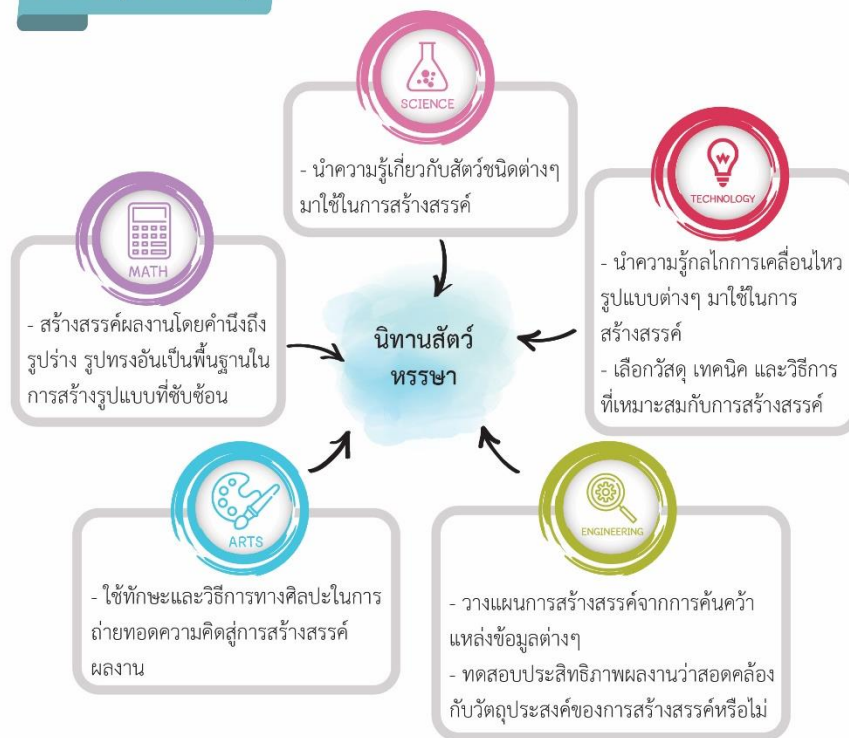 SCIENCE
- นำความรู้เกี่ยวกับสัตว์ชนิดต่างๆ
มาใช้ในการสร้างสรรค์
TECHNOLOGY
- นำความรู้กลไกการเคลื่อนไหว
รูปแบบต่างๆ มาใช้ในการ
สร้างสรรค์
- เลือกวัสดุ เทคนิค และวิธีการ
ที่เหมาะสมกับการสร้างสรรค์
MATH
- สร้างสรรค์ผลงานโดยคำนึงถึง
รูปร่าง รูปทรงอันเป็นพื้นฐานใน
การสร้างรูปแบบที่ซับซ้อน
นิทานสัตว์
หรรษา
ARTS
- ใช้ทักษะและวิธีการทางศิลปะในการ
ถ่ายทอดความคิดสู่การสร้างสรรค์
ผลงาน
ENGINEERING
- วางแผนการสร้างสรรค์จากการค้นคว้า
แหล่งข้อมูลต่างๆ
- ทดสอบประสิทธิภาพผลงานว่าสอดคล้อง
กับวัตถุประสงค์ของการสร้างสรรค์หรือไม่